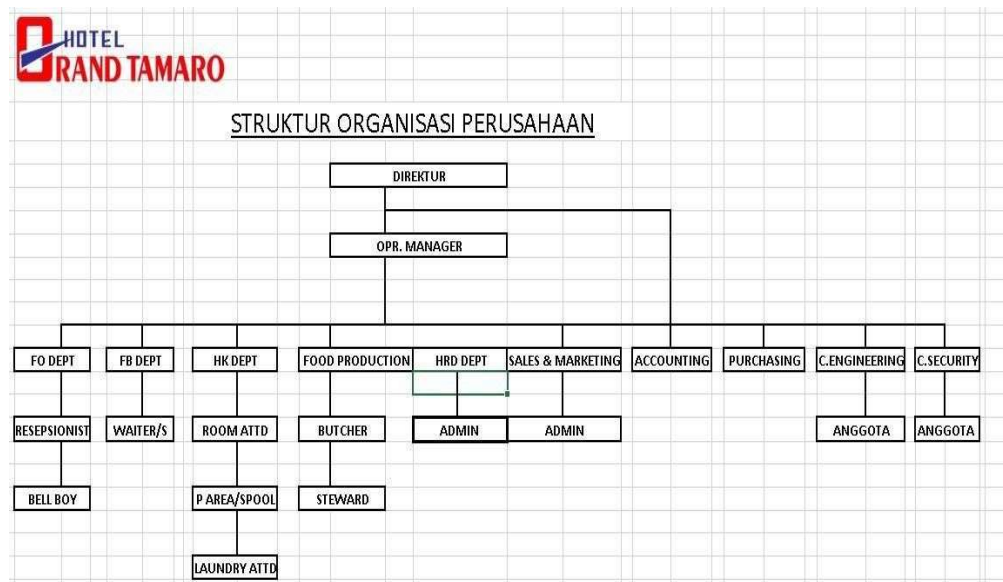 HOTEL
GRAND TAMARO
STRUKTUR ORGANISASI PERUSAHAAN
DIREKTUR
OPR. MANAGER
FO DEPT
FB DEPT
HK DEPT
FOOD PRODUCTION
HRD DEPT
SALES & MARKETING
ACCOUNTING
PURCHASING
C.ENGINEERING
C.SECURITY
RESEPSIONIST
WAITER/S
ROOM ATTD
BUTCHER
ADMIN
ADMIN
ANGGOTA
ANGGOTA
BELL BOY
P AREA/SPOOL
STEWARD
LAUNDRY ATTD